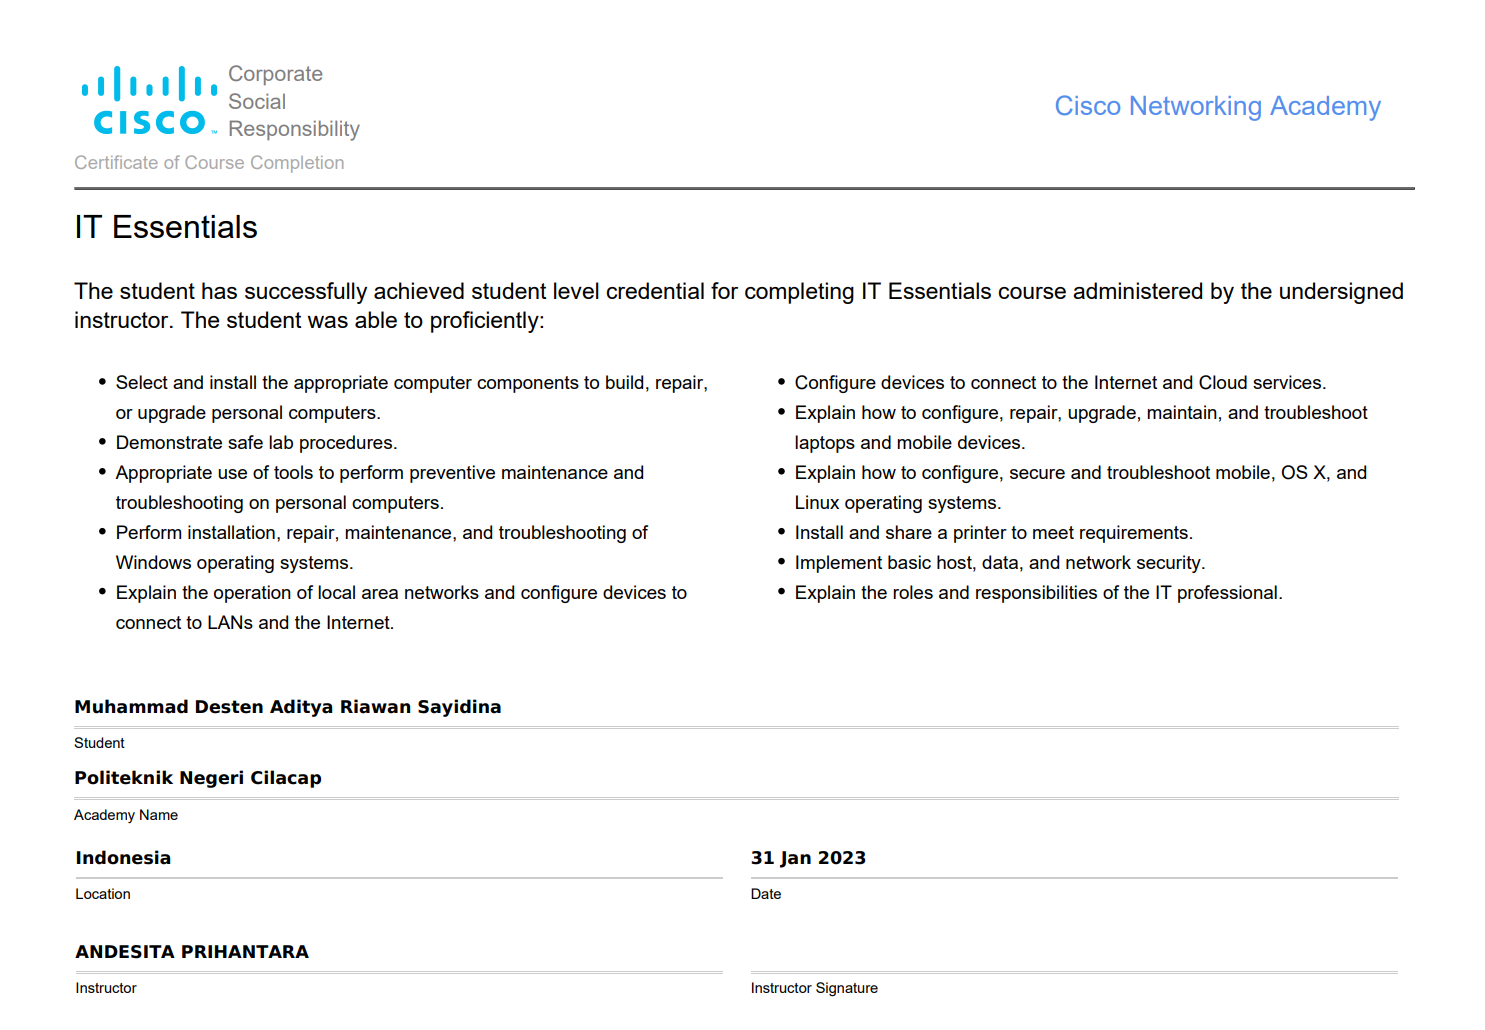 CISCO
Corporate
Social
Responsibility
Cisco Networking Academy
Certificate of Course Completion
IT Essentials
The student has successfully achieved student level credential for completing IT Essentials course administered by the undersigned
instructor. The student was able to proficiently:
• Select and install the appropriate computer components to build, repair,
or upgrade personal computers.
• Demonstrate safe lab procedures.
• Appropriate use of tools to perform preventive maintenance and
troubleshooting on personal computers.
• Perform installation, repair, maintenance, and troubleshooting of
Windows operating systems.
• Explain the operation of local area networks and configure devices to
connect to LANs and the Internet.
• Configure devices to connect to the Internet and Cloud services.
• Explain how to configure, repair, upgrade, maintain, and troubleshoot
laptops and mobile devices.
• Explain how to configure, secure and troubleshoot mobile, OS X, and
Linux operating systems.
• Install and share a printer to meet requirements.
• Implement basic host, data, and network security.
• Explain the roles and responsibilities of the IT professional.
Muhammad Desten Aditya Riawan Sayidina
Student
Politeknik Negeri Cilacap
Academy Name
Indonesia
Location
31 Jan 2023
Date
ANDESITA PRIHANTARA
Instructor
Instructor Signature